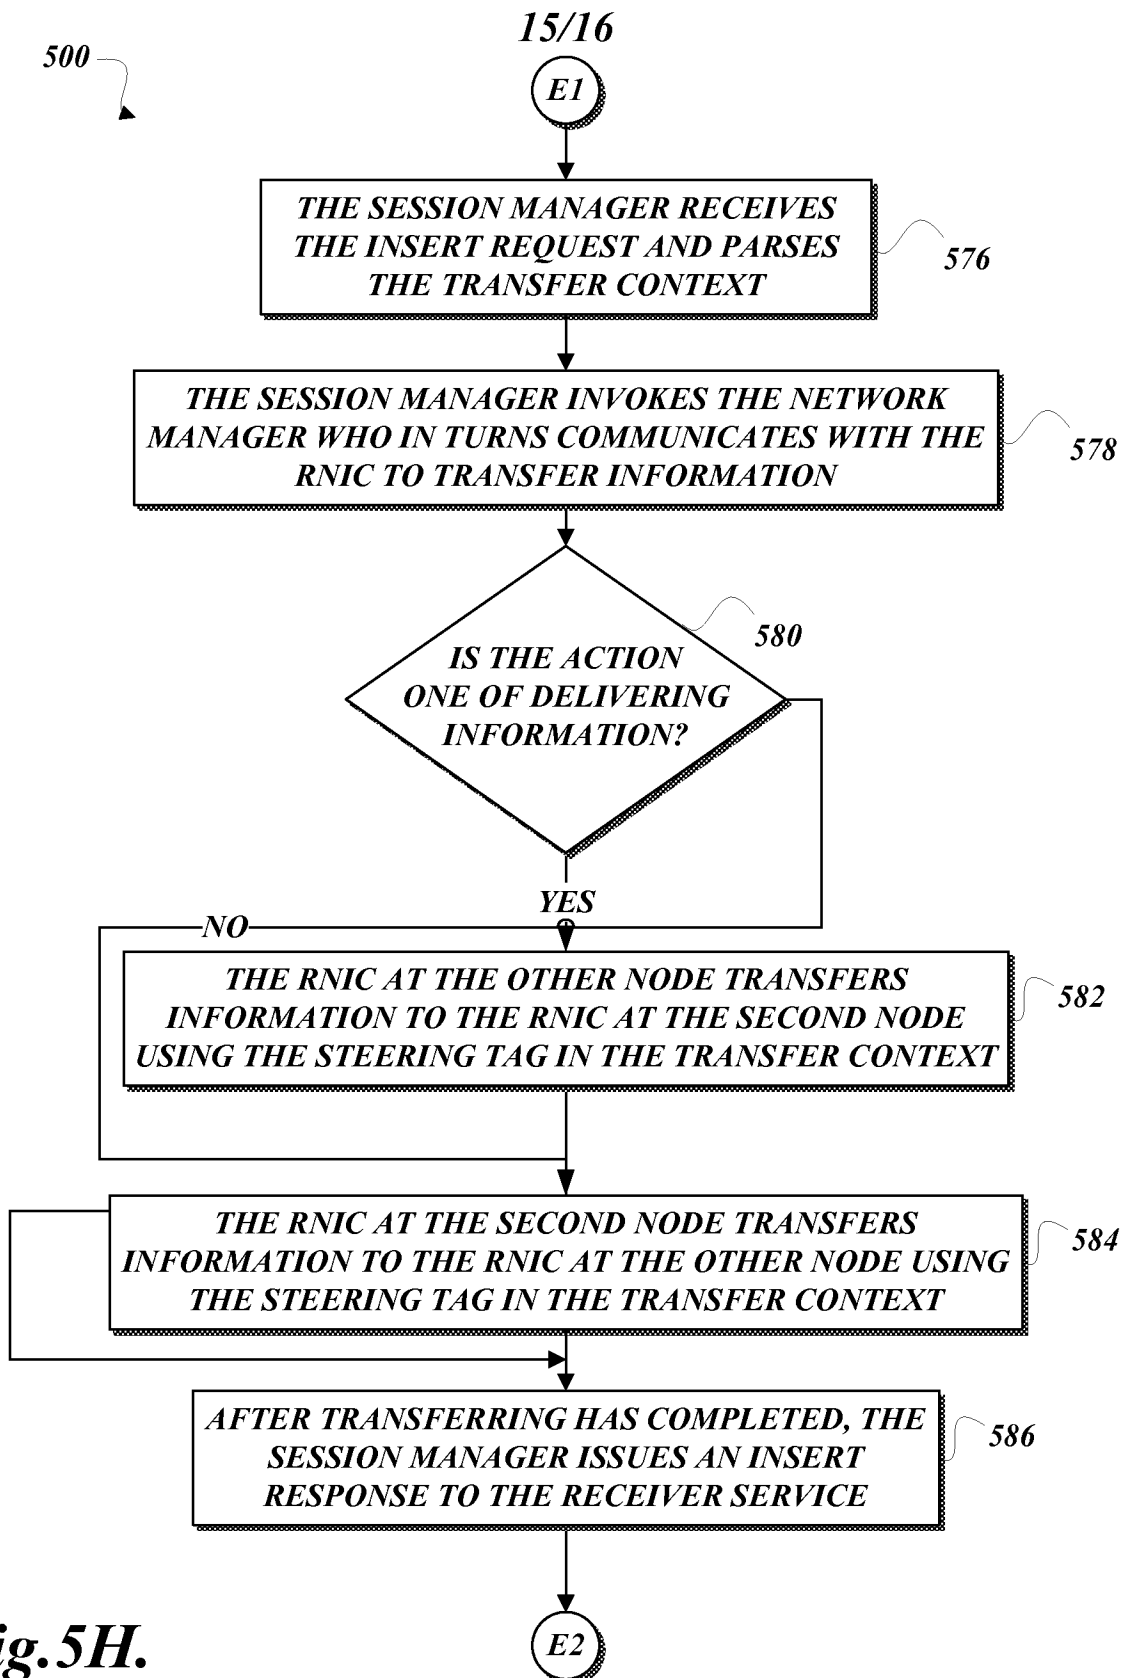 15/16
500
E1
THE SESSION MANAGER RECEIVES
THE INSERT REQUEST AND PARSES
THE TRANSFER CONTEXT
576
THE SESSION MANAGER INVOKES THE NETWORK
MANAGER WHO IN TURNS COMMUNICATES WITH THE
RNIC TO TRANSFER INFORMATION
578
IS THE ACTION
ONE OF DELIVERING
INFORMATION?
580
YES
NO
THE RNIC AT THE OTHER NODE TRANSFERS
INFORMATION TO THE RNIC AT THE SECOND NODE
USING THE STEERING TAG IN THE TRANSFER CONTEXT
582
THE RNIC AT THE SECOND NODE TRANSFERS
INFORMATION TO THE RNIC AT THE OTHER NODE USING
THE STEERING TAG IN THE TRANSFER CONTEXT
584
AFTER TRANSFERRING HAS COMPLETED, THE
SESSION MANAGER ISSUES AN INSERT
RESPONSE TO THE RECEIVER SERVICE
586
E2
ig.5H.